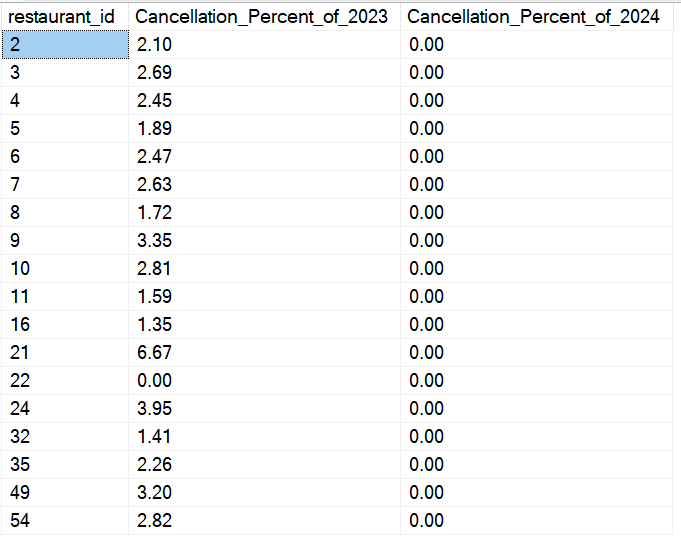 restaurant_id Cancellation_Percent_of_2023 Cancellation_Percent_of_2024
2 2.10 0.00
3 2.69 0.00
4 2.45 0.00
5 1.89 0.00
6 2.47 0.00
7 2.63 0.00
8 1.72 0.00
9 3.35 0.00
10 2.81 0.00
11 1.59 0.00
16 1.35 0.00
21 6.67 0.00
22 0.00 0.00
24 3.95 0.00
32 1.41 0.00
35 2.26 0.00
49 3.20 0.00
54 2.82 0.00